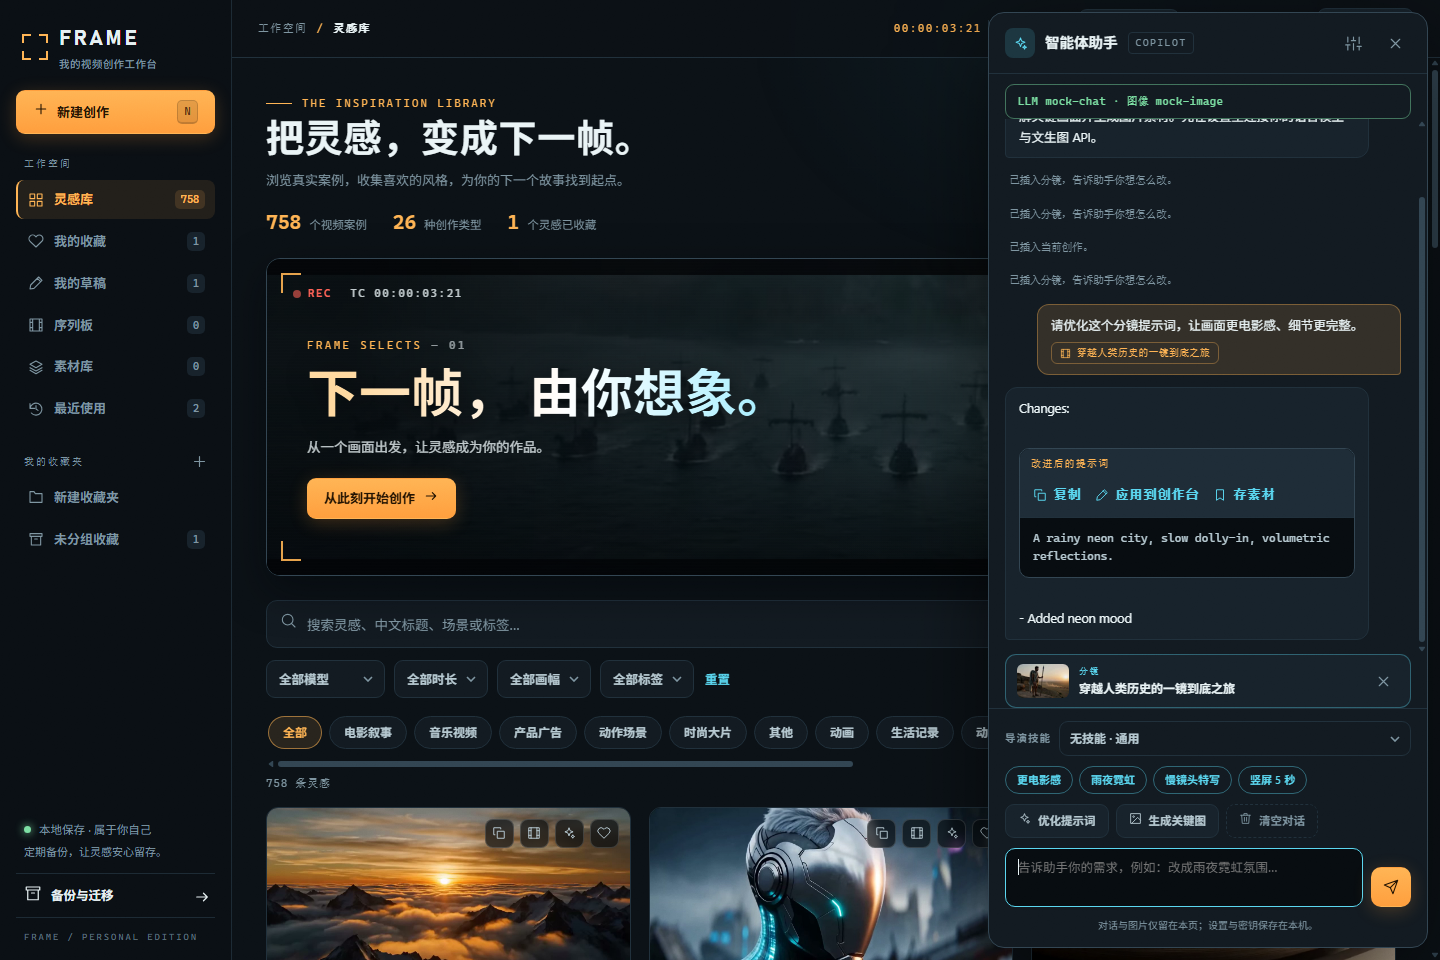 FRAME
我的视频创作工作台
新建创作 N
工作空间
灵感库 758
我的收藏 1
我的草稿 1
序列板 0
素材库 0
最近使用 2
我的收藏夹
新建收藏夹
未分组收藏 1
本地保存 · 属于你自己
定期备份，让灵感安心留存。
备份与迁移
FRAME / PERSONAL EDITION
工作空间 / 灵感库
00:00:03:21
THE INSPIRATION LIBRARY
把灵感，变成下一帧。
浏览真实案例，收集喜欢的风格，为你的下一个故事找到起点。
758 个视频案例 26 种创作类型 1 个灵感已收藏
REC TC 00:00:03:21
FRAME SELECTS — 01
下一帧， 由你想象。
从一个画面出发，让灵感成为你的作品。
从此刻开始创作
搜索灵感、中文标题、场景或标签...
全部模型 全部时长 全部画幅 全部标签 重置
全部 电影叙事 音乐视频 产品广告 动作场景 时尚大片 其他 动画 生活记录 动
758 条灵感
智能体助手 COPILOT
LLM mock-chat · 图像 mock-image
与文生图 API。
已插入分镜，告诉助手你想怎么改。
已插入分镜，告诉助手你想怎么改。
已插入当前创作。
已插入分镜，告诉助手你想怎么改。
请优化这个分镜提示词，让画面更电影感、细节更完整。
穿越人类历史的一镜到底之旅
Changes:
改进后的提示词
复制 应用到创作台 存素材
A rainy neon city, slow dolly-in, volumetric
reflections.
- Added neon mood
分镜
穿越人类历史的一镜到底之旅
导演技能 无技能 · 通用
更电影感 雨夜霓虹 慢镜头特写 竖屏 5 秒
优化提示词 生成关键图 清空对话
告诉助手你的需求，例如：改成雨夜霓虹氛围...
对话与图片仅留在本页；设置与密钥保存在本机。